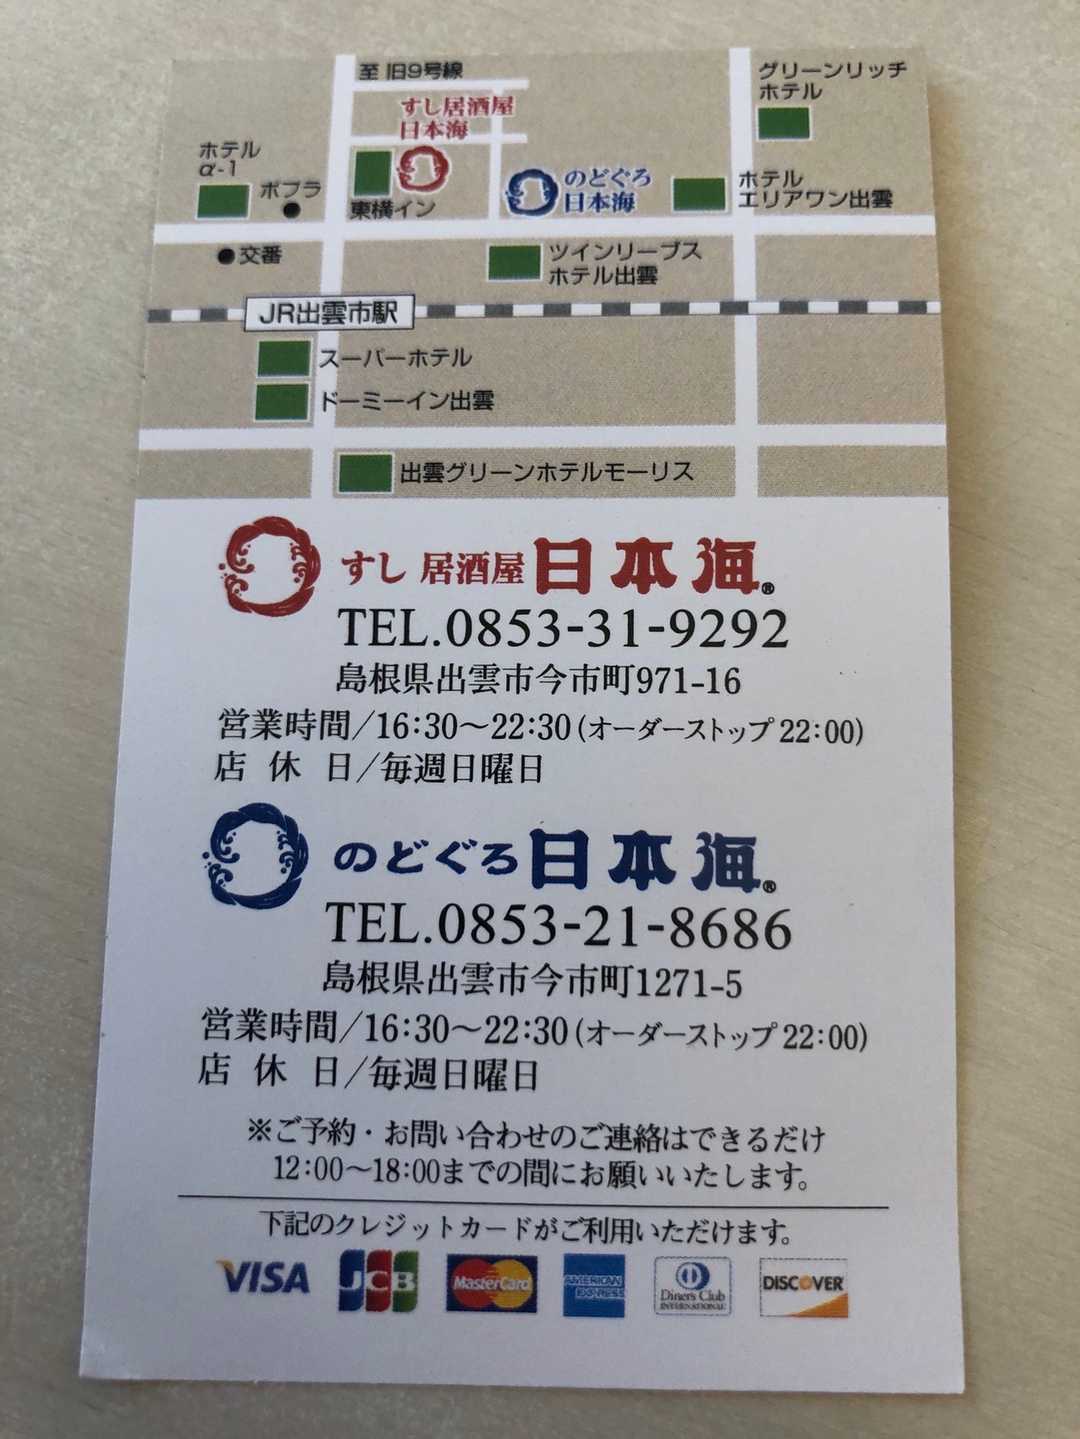 至 旧9号線
グリーンリッチ
ホテル
すし居酒屋
日本海
ホテル
α-1
ポプラ
東横イン
のどぐろ
日本海
ホテル
エリアワン出雲
交番
ツインリーブス
ホテル出雲
JR出雲市駅
スーパーホテル
ドーミーイン出雲
出雲グリーンホテルモーリス
すし 居酒屋 日本海®
TEL.0853-31-9292
島根県出雲市今市町971-16
営業時間/16:30〜22:30(オーダーストップ22:00)
店 休 日/毎週日曜日
のどぐろ 日本海®
TEL.0853-21-8686
島根県出雲市今市町1271-5
営業時間/16:30〜22:30(オーダーストップ22:00)
店 休 日/毎週日曜日
※ご予約・お問い合わせのご連絡はできるだけ
12:00〜18:00までの間にお願いいたします。
下記のクレジットカードがご利用いただけます。
VISA JCB MasterCard AMERICAN EXPRESS Diners Club INTERNATIONAL DISCOVER